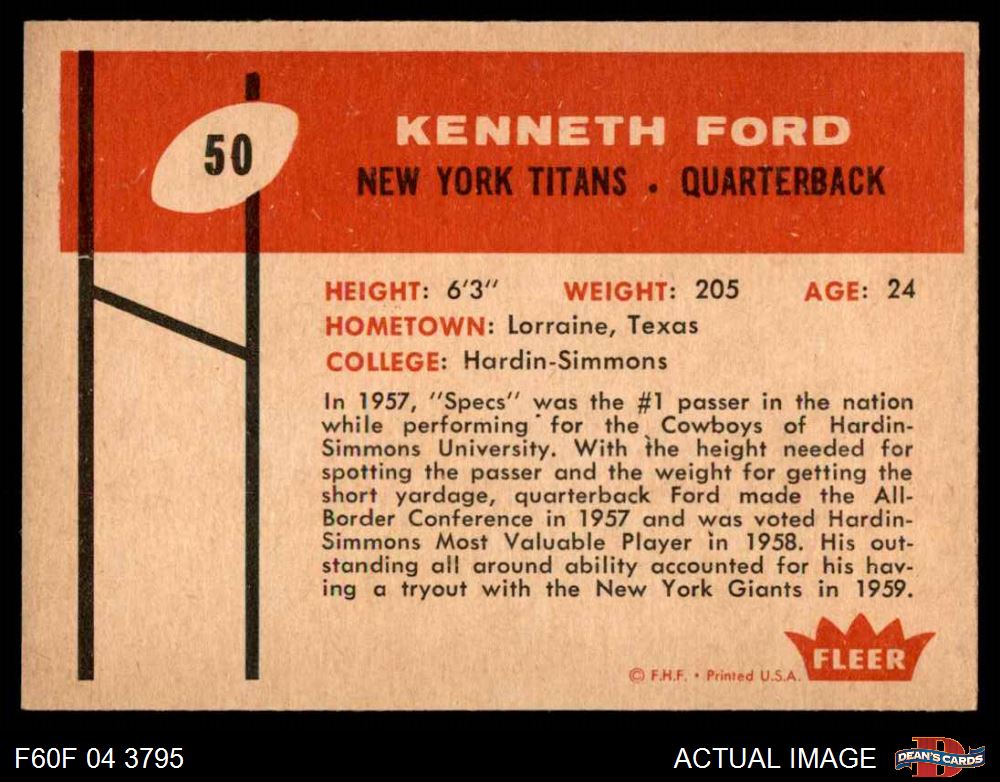 50
KENNETH FORD
NEW YORK TITANS • QUARTERBACK
HEIGHT: 6'3" WEIGHT: 205 AGE: 24
HOMETOWN: Lorraine, Texas
COLLEGE: Hardin-Simmons
In 1957, "Specs" was the #1 passer in the nation
while performing for the Cowboys of Hardin-
Simmons University. With the height needed for
spotting the passer and the weight for getting the
short yardage, quarterback Ford made the All-
Border Conference in 1957 and was voted Hardin-
Simmons Most Valuable Player in 1958. His out-
standing all around ability accounted for his hav-
ing a tryout with the New York Giants in 1959.
FLEER
© F.H.F. • Printed U.S.A.
F60F 04 3795
ACTUAL IMAGE
D
DEAN'S CARDS